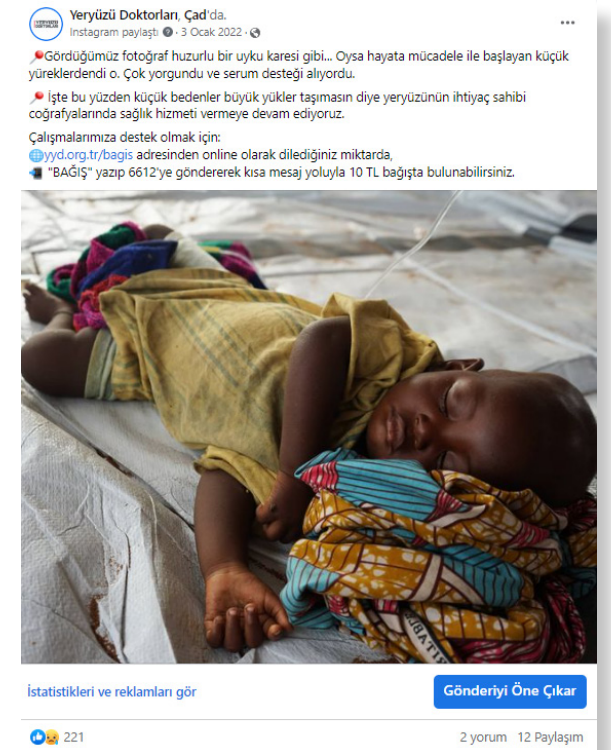 Yeryüzü Doktorları, Çad'da.
Instagram paylaştı · 3 Ocak 2022 ·
Gördüğümüz fotoğraf huzurlu bir uyku karesi gibi... Oysa hayata mücadele ile başlayan küçük
yüreklerdendi o. Çok yorgundu ve serum desteği alıyordu.
İşte bu yüzden küçük bedenler büyük yükler taşımasın diye yeryüzünün ihtiyaç sahibi
coğrafyalarında sağlık hizmeti vermeye devam ediyoruz.
Çalışmalarımıza destek olmak için:
yyd.org.tr/bagis adresinden online olarak dilediğiniz miktarda,
"BAĞIŞ" yazıp 6612'ye göndererek kısa mesaj yoluyla 10 TL bağışta bulunabilirsiniz.
İstatistikleri ve reklamları gör
Gönderiyi Öne Çıkar
221
2 yorum 12 Paylaşım